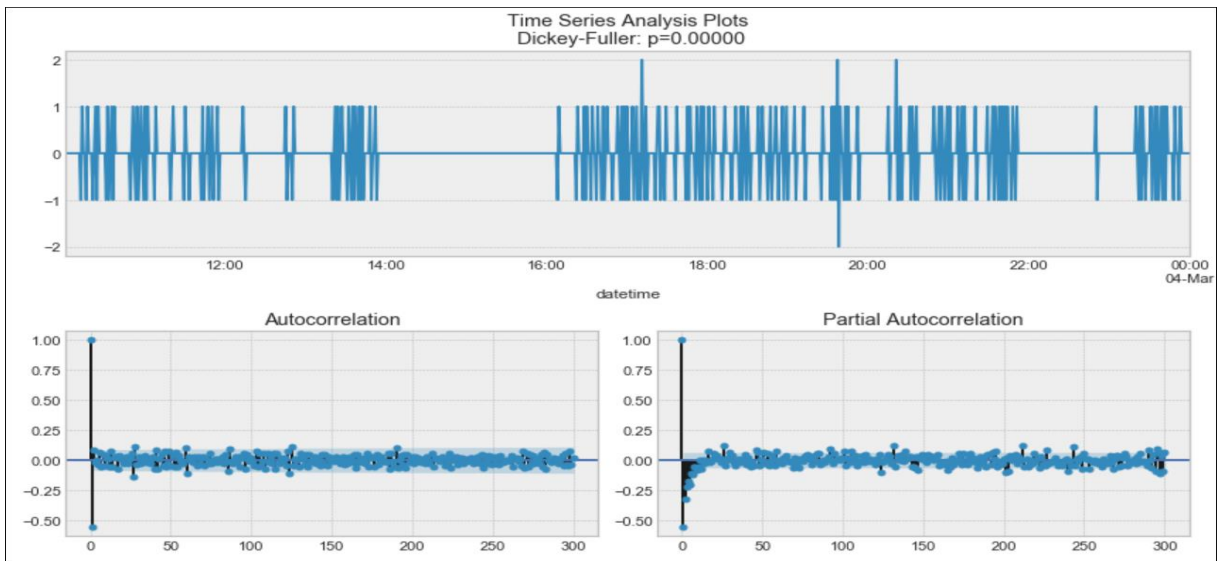 Time Series Analysis Plots
Dickey-Fuller: p=0.00000
2
1
0
−1
−2
12:00 14:00 16:00 18:00 20:00 22:00 00:00
04-Mar
datetime
Autocorrelation
1.00
0.75
0.50
0.25
0.00
−0.25
−0.50
0 50 100 150 200 250 300
Partial Autocorrelation
1.00
0.75
0.50
0.25
0.00
−0.25
−0.50
0 50 100 150 200 250 300